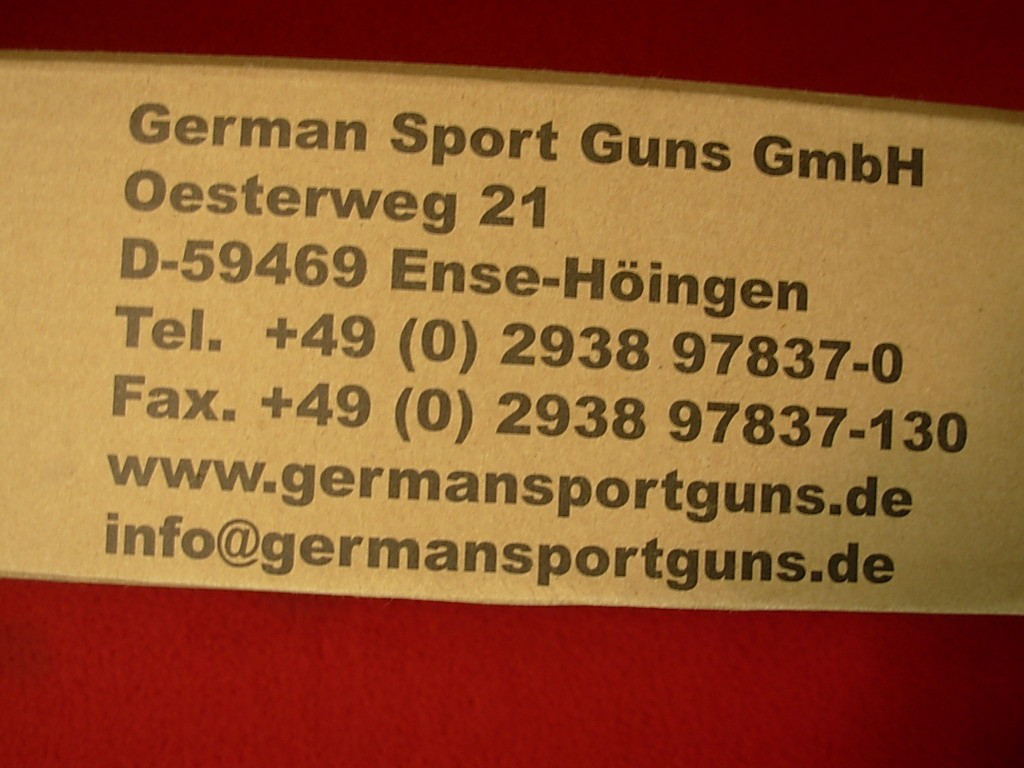 German Sport Guns GmbH
Oesterweg 21
D-59469 Ense-Höingen
Tel. +49 (0) 2938 97837-0
Fax. +49 (0) 2938 97837-130
www.germansportguns.de
info@germansportguns.de